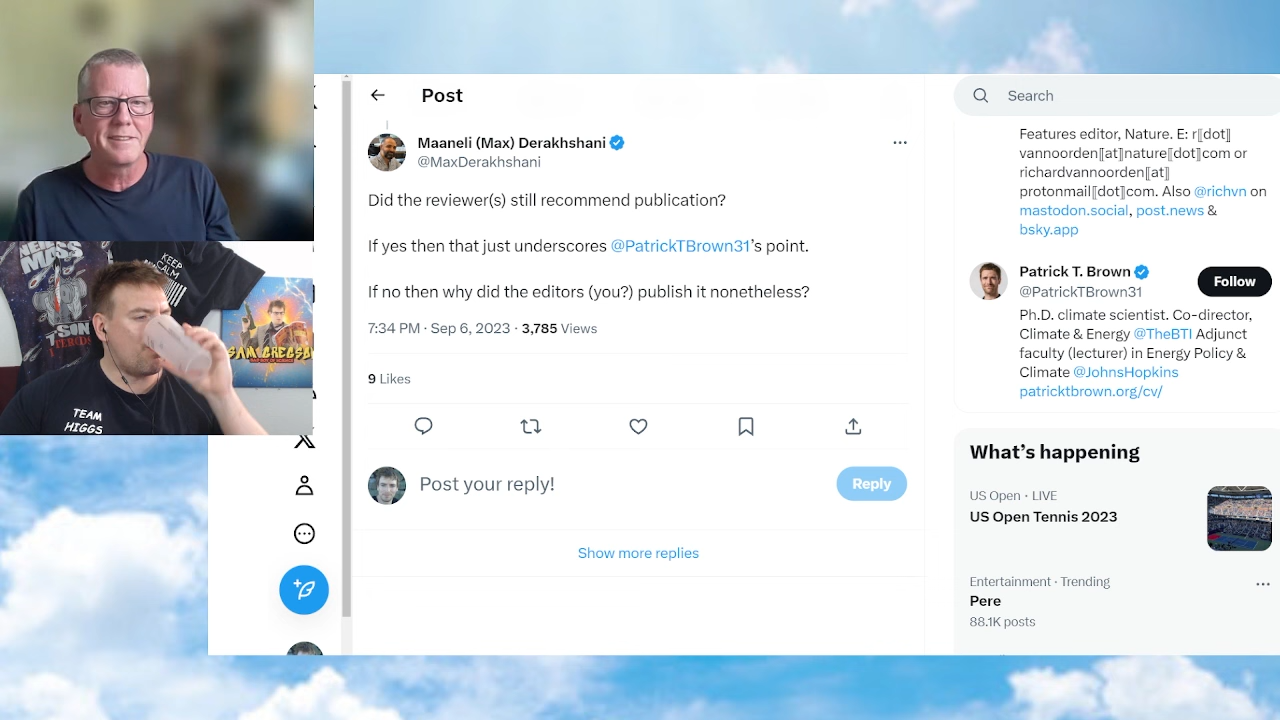 Post
Maaneli (Max) Derakhshani
@MaxDerakhshani
Did the reviewer(s) still recommend publication?
If yes then that just underscores @PatrickTBrown31's point.
If no then why did the editors (you?) publish it nonetheless?
7:34 PM · Sep 6, 2023 · 3,785 Views
9 Likes
Post your reply!
Reply
Show more replies
Search
Features editor, Nature. E: r[dot]
vannoorden[at]nature[dot]com or
richardvannoorden[at]
protonmail[dot]com. Also @richvn on
mastodon.social, post.news &
bsky.app
Patrick T. Brown
@PatrickTBrown31
Follow
Ph.D. climate scientist. Co-director,
Climate & Energy @TheBTI Adjunct
faculty (lecturer) in Energy Policy &
Climate @JohnsHopkins
patricktbrown.org/cv/
What's happening
US Open · LIVE
US Open Tennis 2023
Entertainment · Trending
Pere
88.1K posts
MASS
KEEP
CALM
TEAM
HIGGS